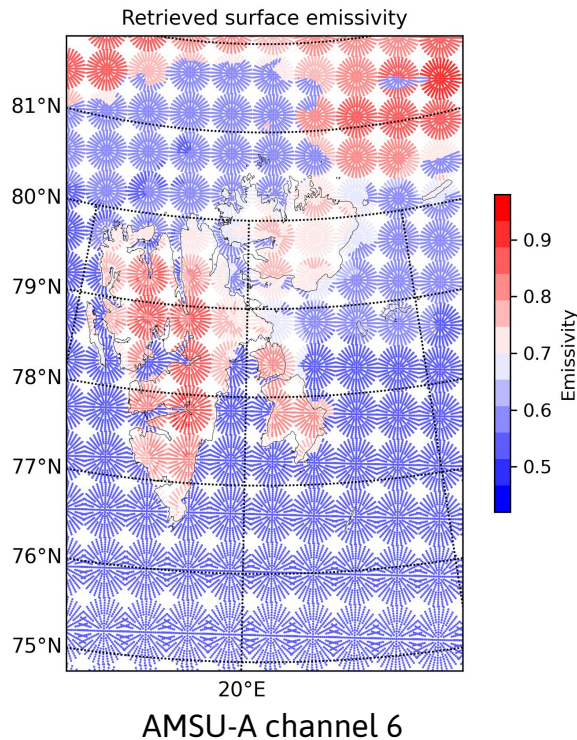 Retrieved surface emissivity
81°N
80°N
79°N
78°N
77°N
76°N
75°N
20°E
0.9
0.8
0.7
0.6
0.5
Emissivity
AMSU-A channel 6